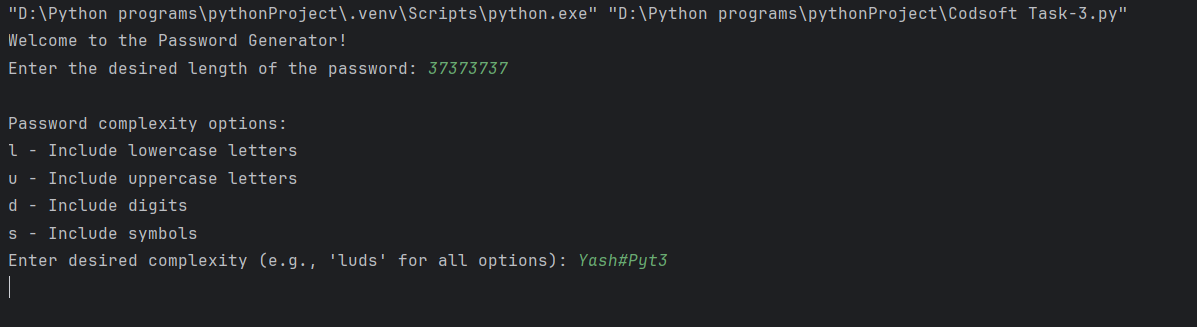 "D:\Python programs\pythonProject\.venv\Scripts\python.exe" "D:\Python programs\pythonProject\Codsoft Task-3.py"
Welcome to the Password Generator!
Enter the desired length of the password: 37373737
Password complexity options:
l - Include lowercase letters
u - Include uppercase letters
d - Include digits
s - Include symbols
Enter desired complexity (e.g., 'luds' for all options): Yash#Pyt3